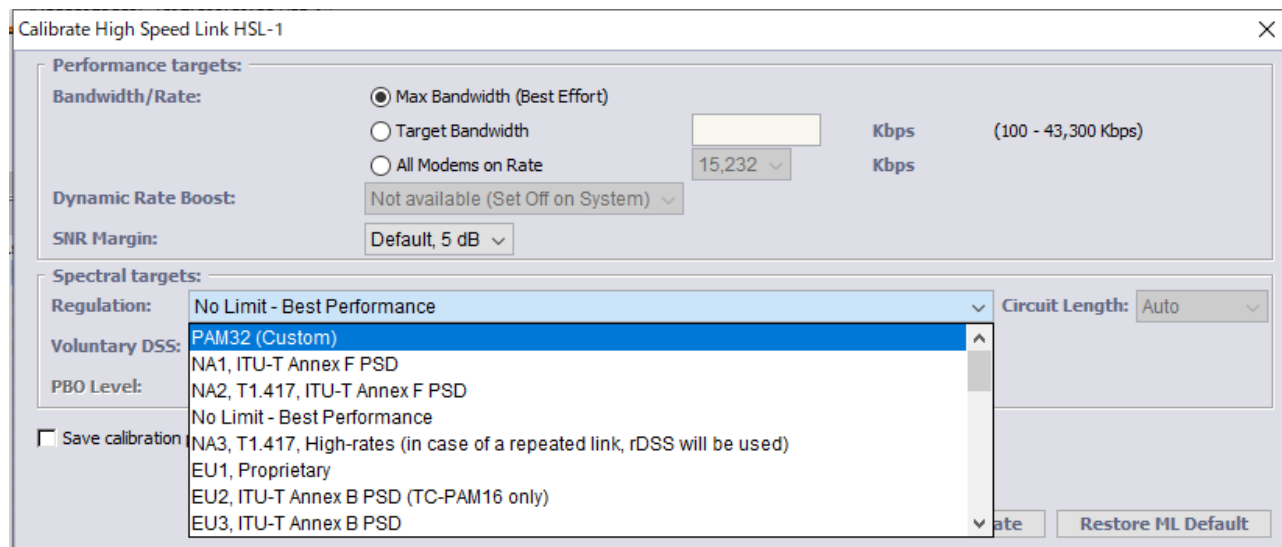 Calibrate High Speed Link HSL-1
Performance targets:
Bandwidth/Rate: Max Bandwidth (Best Effort)
Target Bandwidth Kbps (100 - 43,300 Kbps)
All Modems on Rate 15,232 Kbps
Dynamic Rate Boost: Not available (Set Off on System)
SNR Margin: Default, 5 dB
Spectral targets:
Regulation: No Limit - Best Performance Circuit Length: Auto
PAM32 (Custom)
Voluntary DSS:
NA1, ITU-T Annex F PSD
NA2, T1.417, ITU-T Annex F PSD
PBO Level:
No Limit - Best Performance
Save calibration
NA3, T1.417, High-rates (in case of a repeated link, rDSS will be used)
EU1, Proprietary
EU2, ITU-T Annex B PSD (TC-PAM16 only)
EU3, ITU-T Annex B PSD
ate Restore ML Default